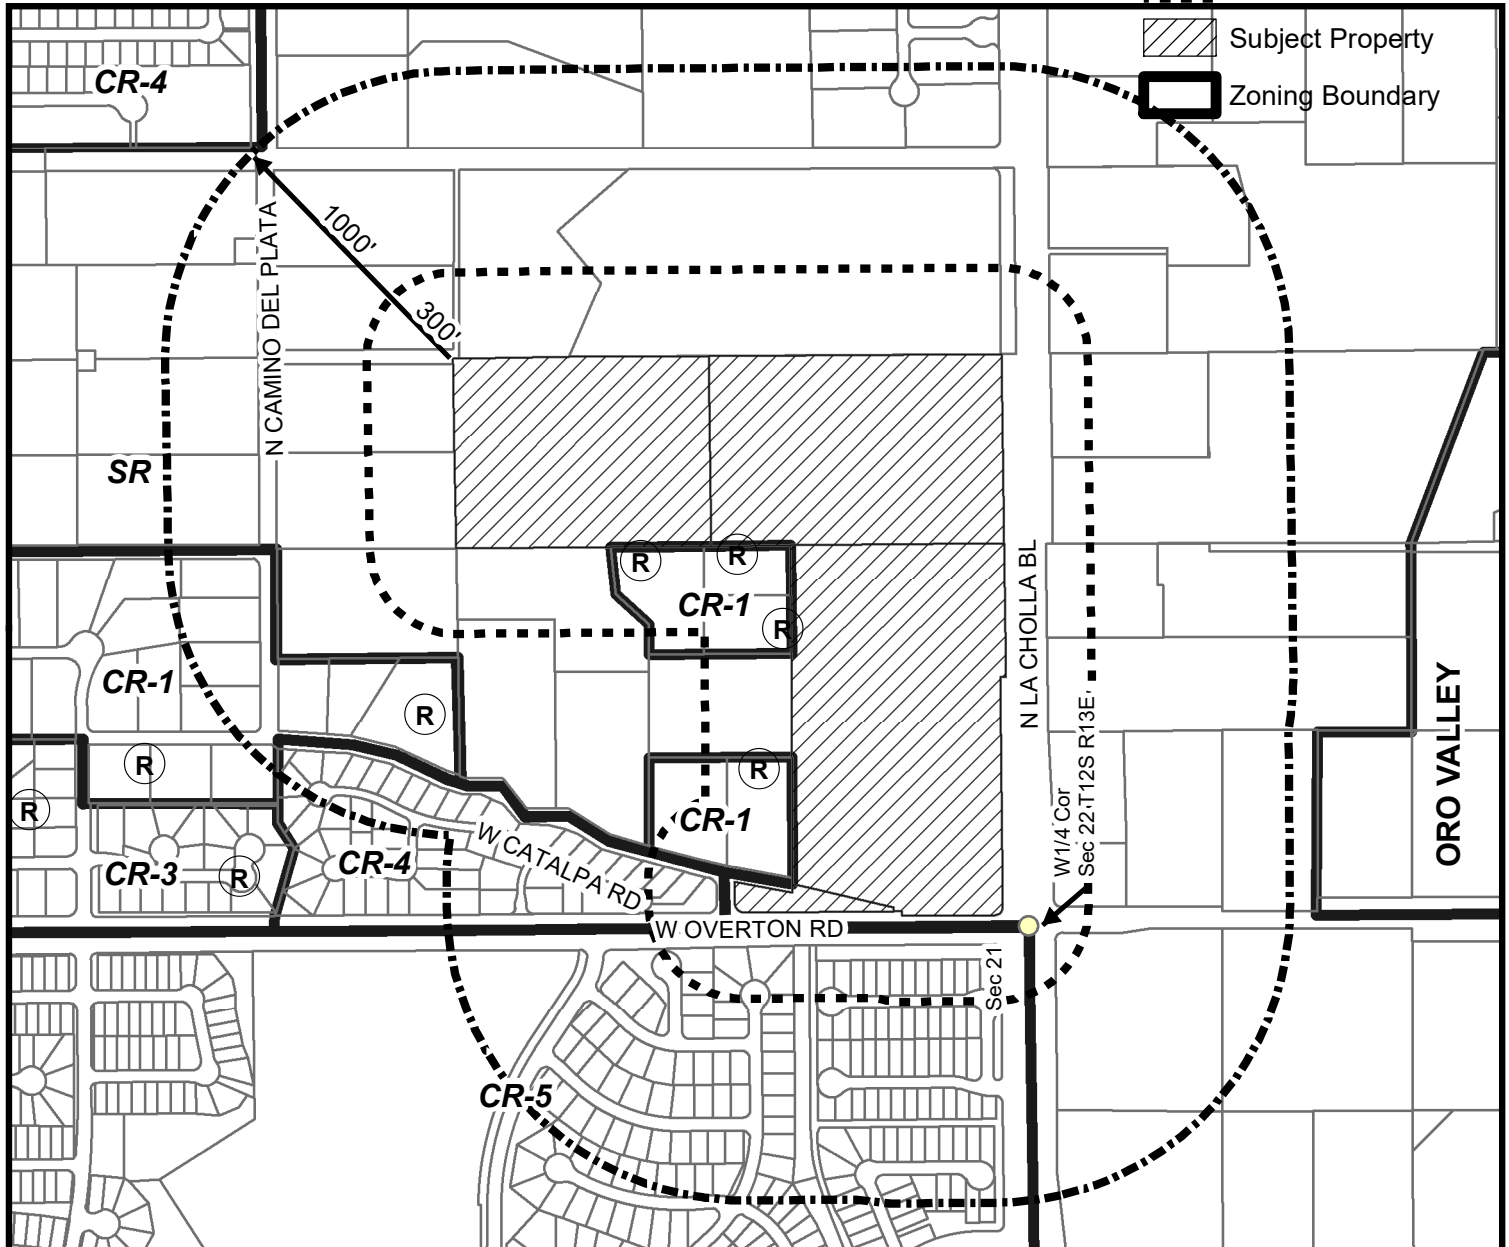 Subject Property
Zoning Boundary
CR-4
1000'
300'
N CAMINO DEL PLATA
SR
R
R
CR-1
R
N LA CHOLLA BL
CR-1
R
R
R
R
CR-1
CR-3
R
CR-4
W CATALPA RD
W OVERTON RD
W1/4 Cor
Sec 22 T12S R13E
ORO VALLEY
Sec 21
CR-5